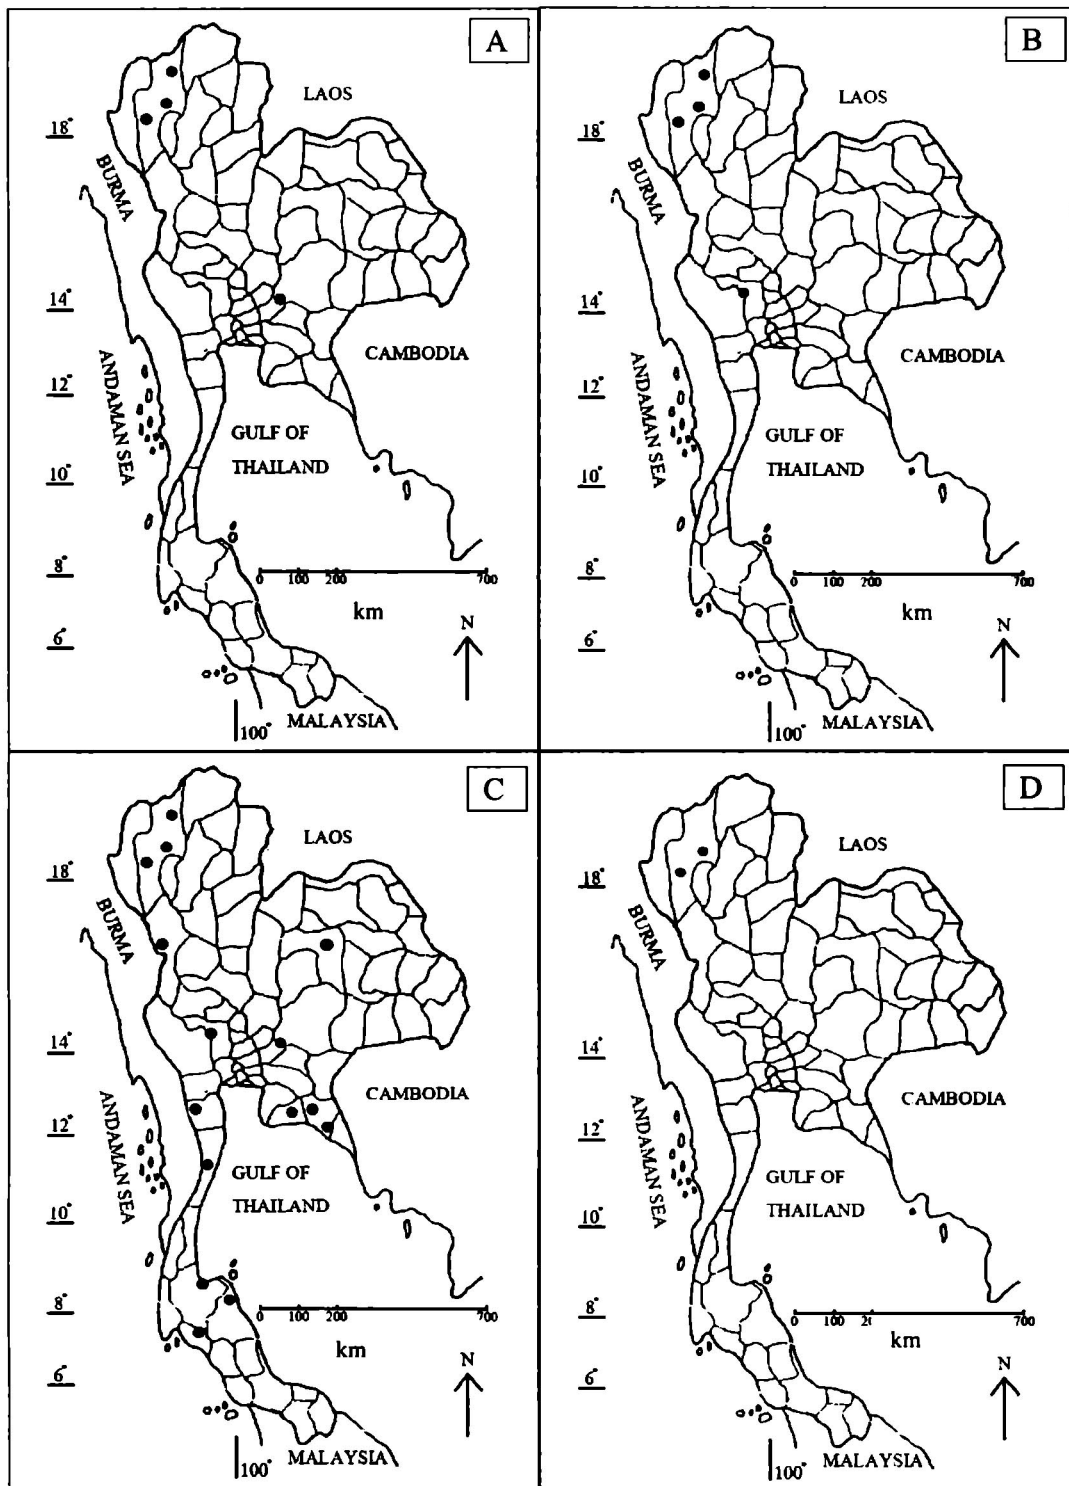 A
LAOS
18°
BURMA
14°
CAMBODIA
12°
ANDAMAN SEA
GULF OF
THAILAND
10°
8°
0 100 200 700
km
6°
N
100°
MALAYSIA
B
LAOS
18°
BURMA
14°
CAMBODIA
12°
ANDAMAN SEA
GULF OF
THAILAND
10°
8°
0 100 200 700
km
6°
N
100°
MALAYSIA
C
LAOS
18°
BURMA
14°
CAMBODIA
12°
ANDAMAN SEA
GULF OF
THAILAND
10°
8°
0 100 200 700
km
6°
N
100°
MALAYSIA
D
LAOS
18°
BURMA
14°
CAMBODIA
12°
ANDAMAN SEA
GULF OF
THAILAND
10°
8°
0 100 2( 700
km
6°
N
100°
MALAYSIA